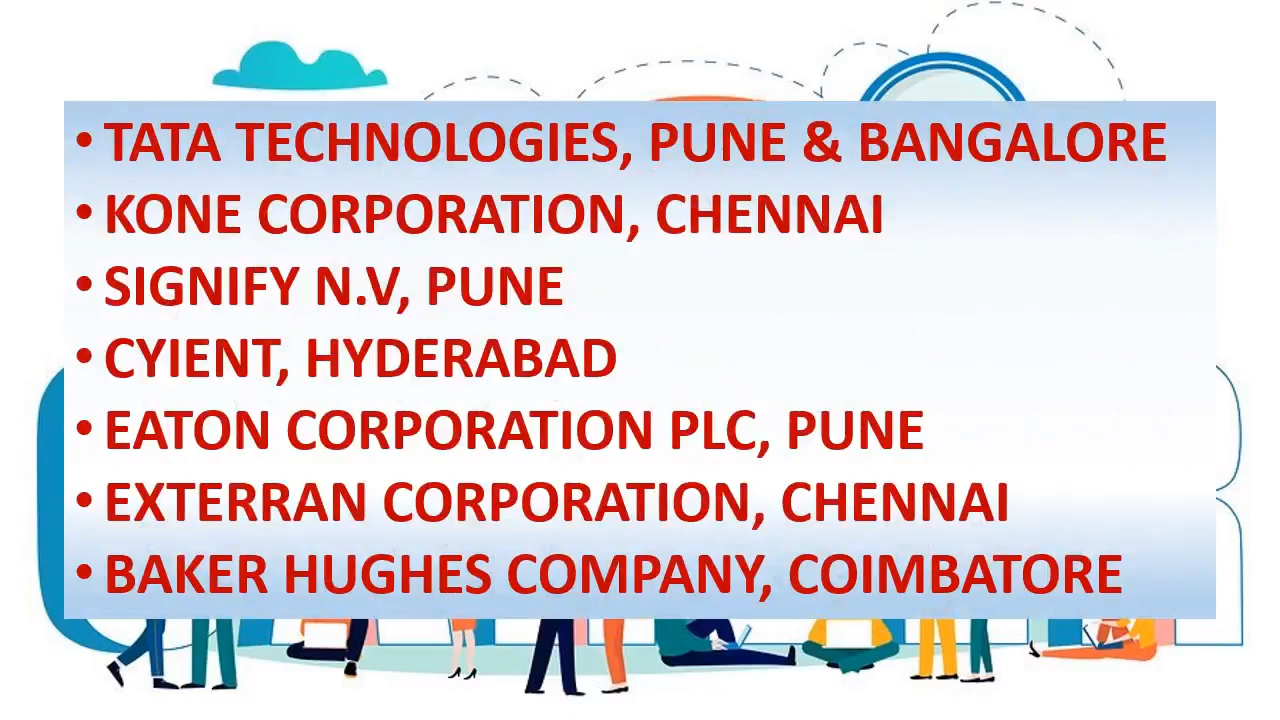 • TATA TECHNOLOGIES, PUNE & BANGALORE
• KONE CORPORATION, CHENNAI
• SIGNIFY N.V, PUNE
• CYIENT, HYDERABAD
• EATON CORPORATION PLC, PUNE
• EXTERRAN CORPORATION, CHENNAI
• BAKER HUGHES COMPANY, COIMBATORE